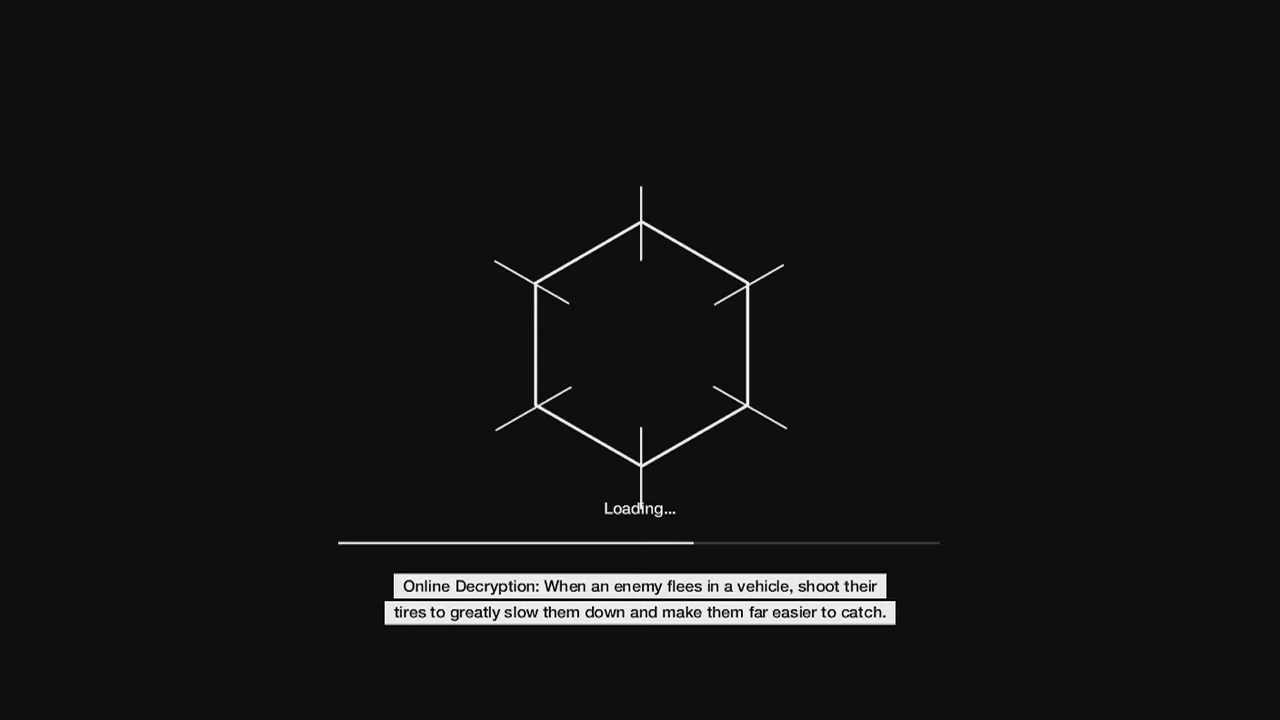 Loading...
Online Decryption: When an enemy flees in a vehicle, shoot their
tires to greatly slow them down and make them far easier to catch.